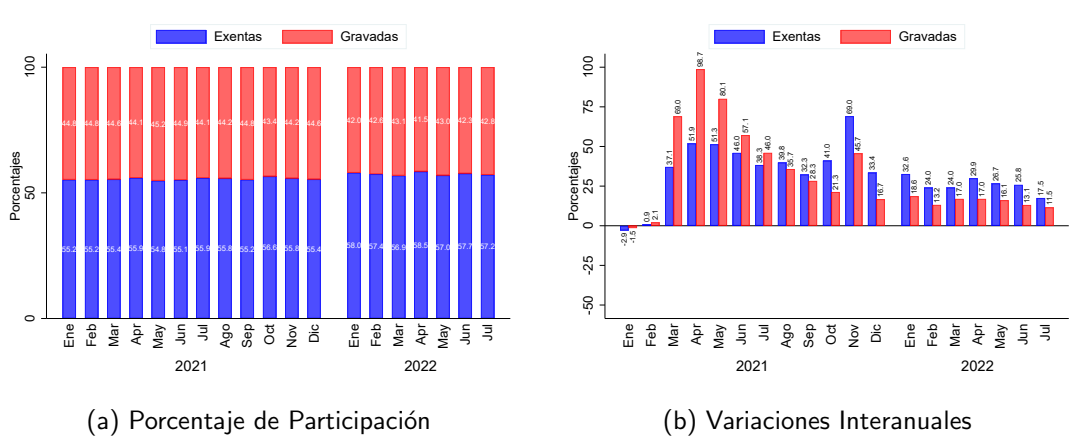 Exentas Gravadas
Porcentajes
100
50
0
44.8 44.8 44.6 44.1 45.2 44.9 44.1 44.2 44.8 43.4 44.2 44.6 42.0 42.6 43.1 41.5 43.0 42.3 42.8
55.2 55.2 55.4 55.9 54.8 55.1 55.9 55.8 55.2 56.6 55.8 55.4 58.0 57.4 56.9 58.5 57.0 57.7 57.2
Ene Feb Mar Apr May Jun Jul Ago Sep Oct Nov Dic Ene Feb Mar Apr May Jun Jul
2021 2022
(a) Porcentaje de Participación
Exentas Gravadas
Porcentajes
100
75
50
25
0
-25
-50
-2.9 -1.5 0.9 2.1 37.1 69.0 51.9 98.7 51.3 80.1 46.0 57.1 38.3 46.0 39.8 35.7 32.3 28.3 41.0 21.3 69.0 45.7 33.4 16.7 32.6 18.6 24.0 13.2 24.0 17.0 29.9 17.0 26.7 16.1 25.8 13.1 17.5 11.5
Ene Feb Mar Apr May Jun Jul Ago Sep Oct Nov Dic Ene Feb Mar Apr May Jun Jul
2021 2022
(b) Variaciones Interanuales